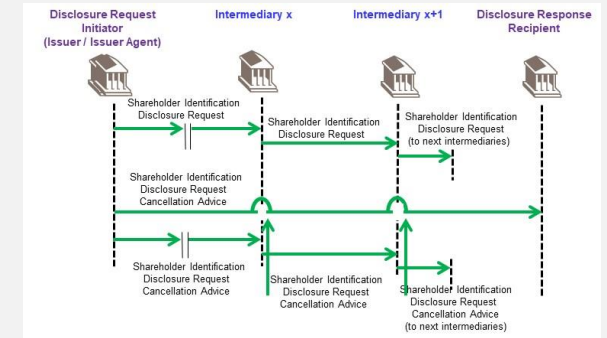 Disclosure Request
Initiator
(Issuer / Issuer Agent)
Intermediary x
Intermediary x+1
Disclosure Response
Recipient
Shareholder Identification
Disclosure Request
Shareholder Identification
Disclosure Request
Shareholder Identification
Disclosure Request
(to next intermediaries)
Shareholder Identification
Disclosure Request
Cancellation Advice
Shareholder Identification
Disclosure Request
Cancellation Advice
Shareholder Identification
Disclosure Request
Cancellation Advice
Shareholder Identification
Disclosure Request
Cancellation Advice
(to next intermediaries)